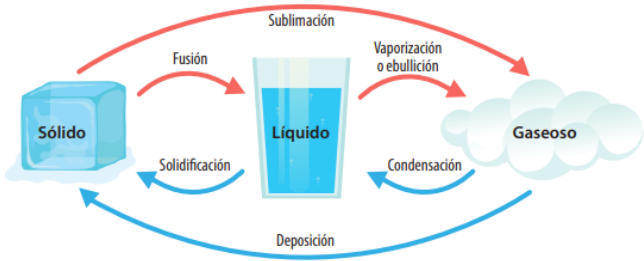 Sublimación
Fusión
Vaporización
o ebullición
Sólido
Líquido
Gaseoso
Solidificación
Condensación
Deposición